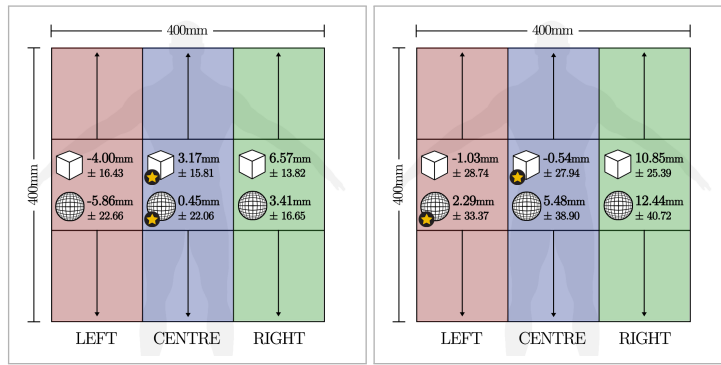 400mm
400mm
-4.00mm
± 16.43
3.17mm
± 15.81
6.57mm
± 13.82
-5.86mm
± 22.66
0.45mm
± 22.06
3.41mm
± 16.65
LEFT
CENTRE
RIGHT
400mm
400mm
-1.03mm
± 28.74
-0.54mm
± 27.94
10.85mm
± 25.39
2.29mm
± 33.37
5.48mm
± 38.90
12.44mm
± 40.72
LEFT
CENTRE
RIGHT